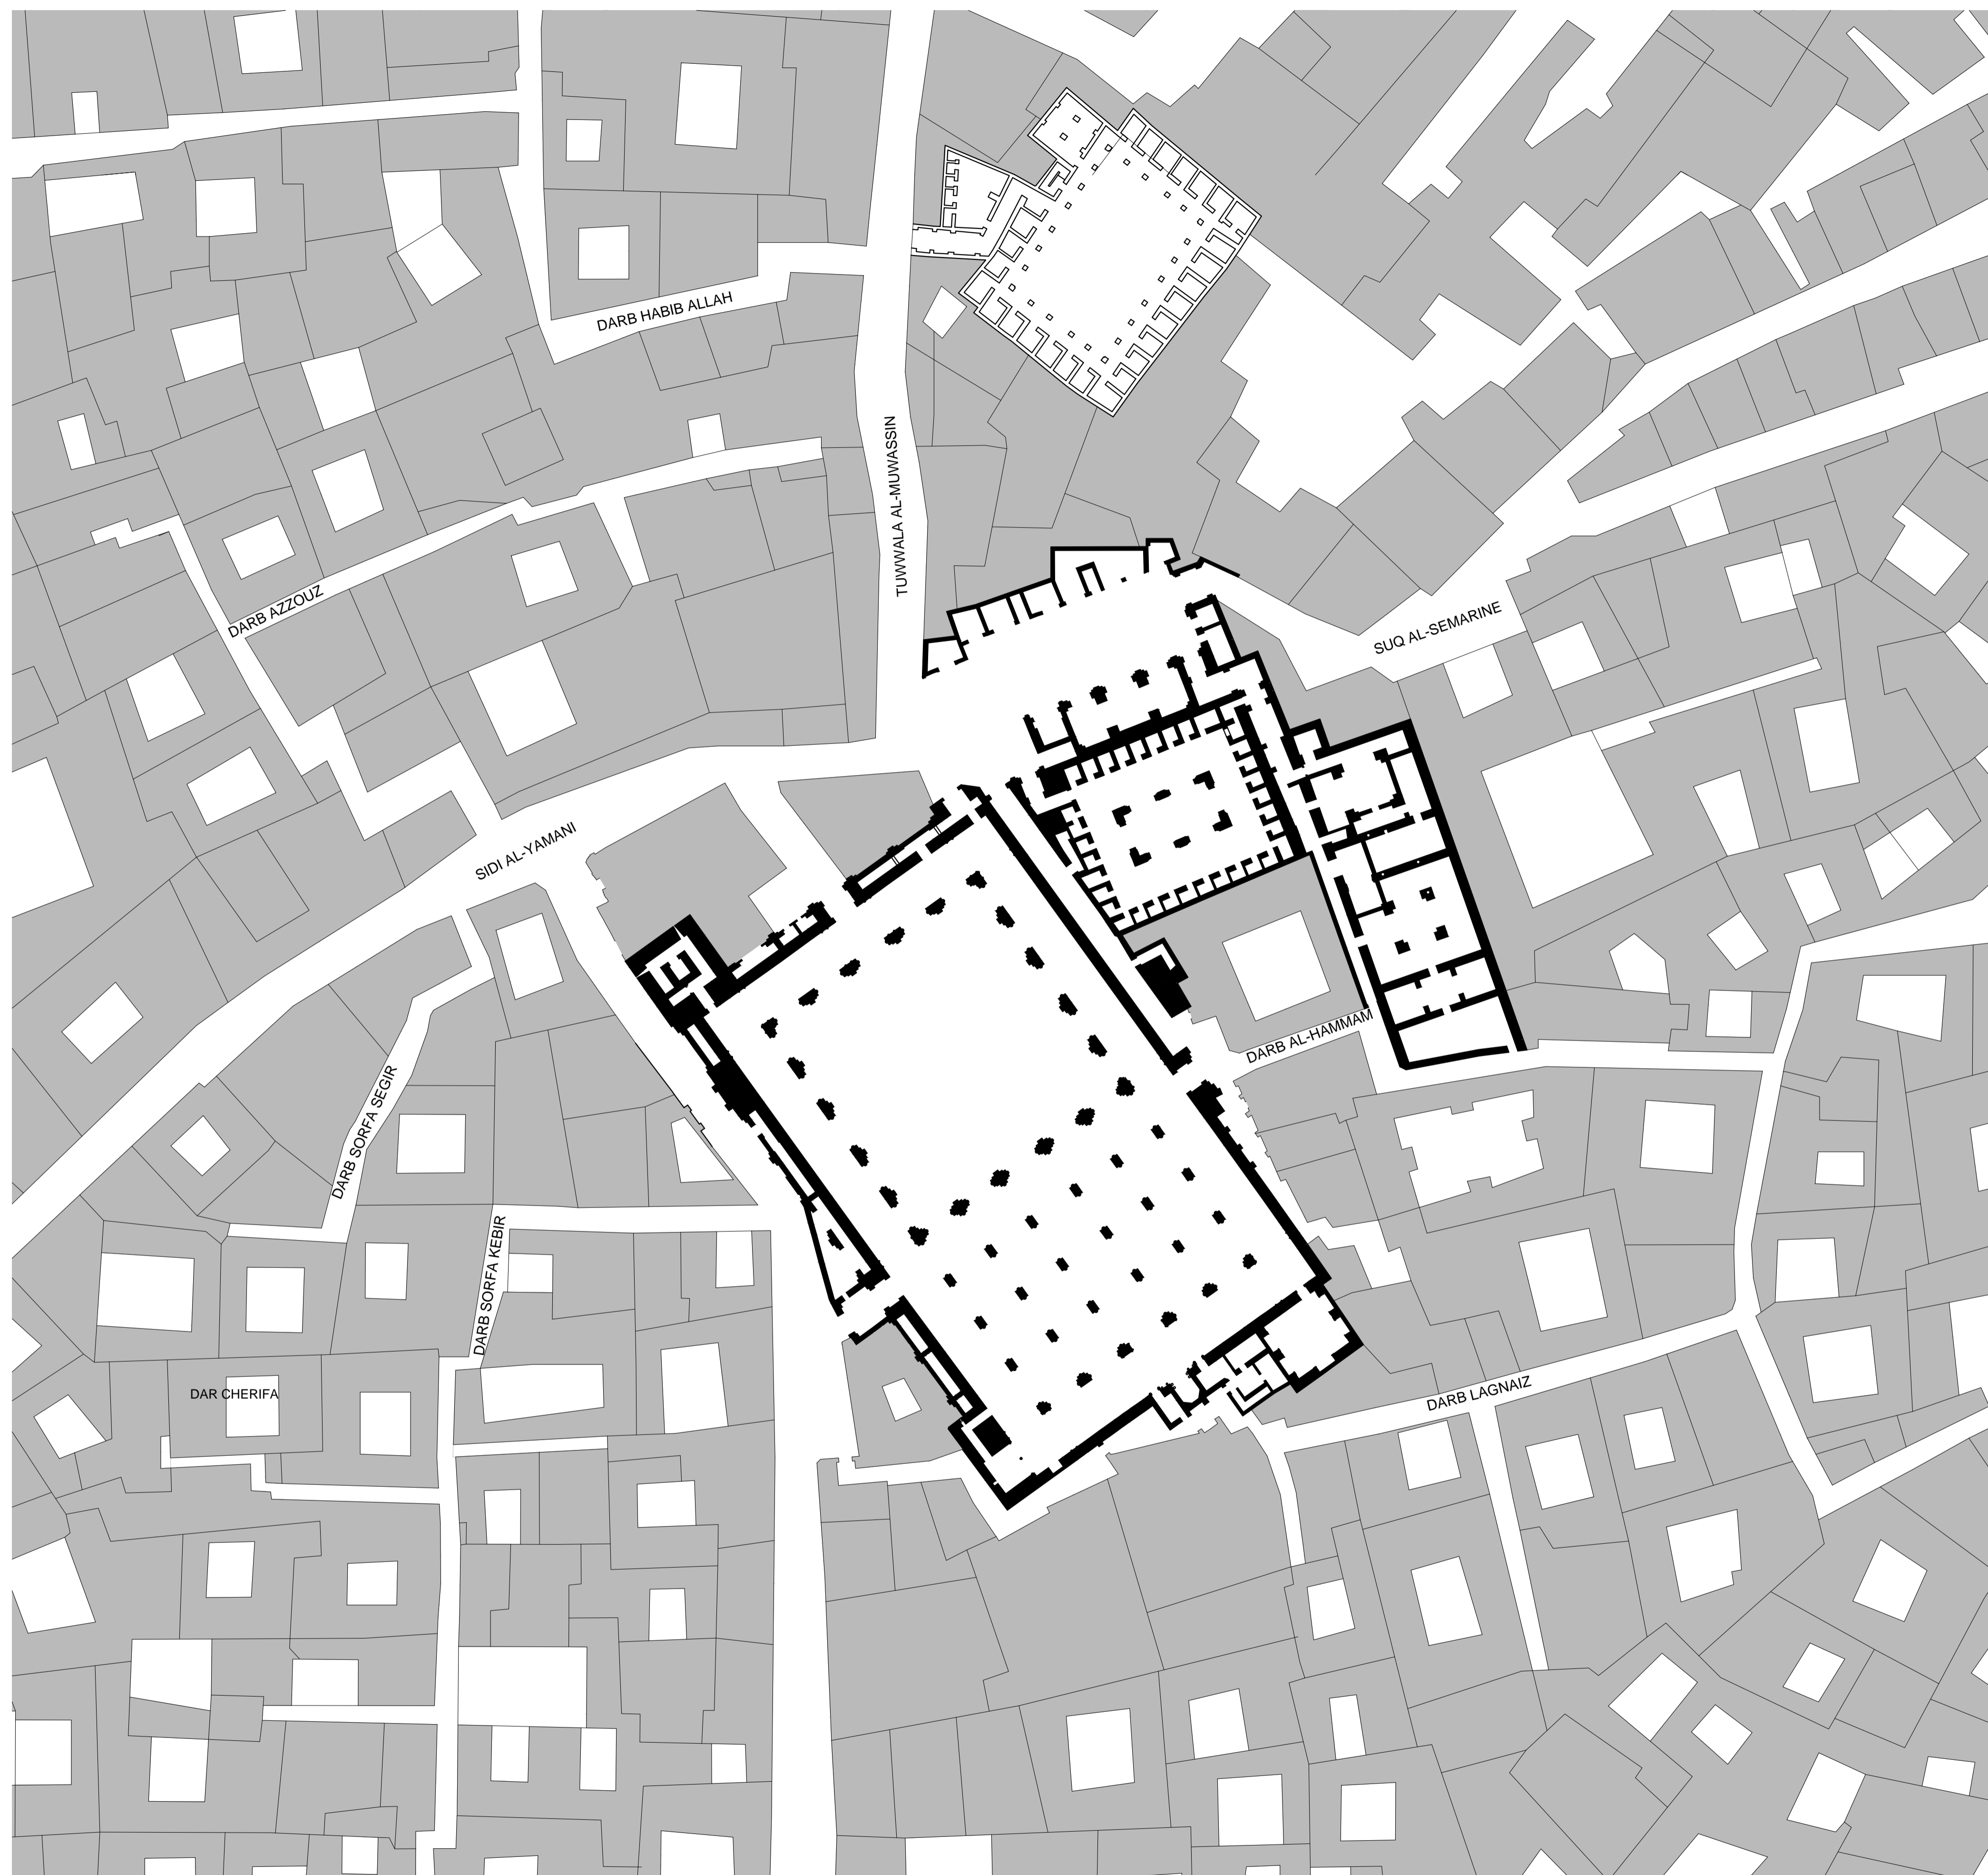 DARB HABIB ALLAH
TUWWALA AL-MUWASSIN
DARB AZZOUZ
SUQ AL-SEMARINE
SIDI AL-YAMANI
DARB AL-HAMMAM
DARB SORFA SEGIR
DARB SORFA KEBIR
DAR CHERIFA
DARB LAGNAIZ